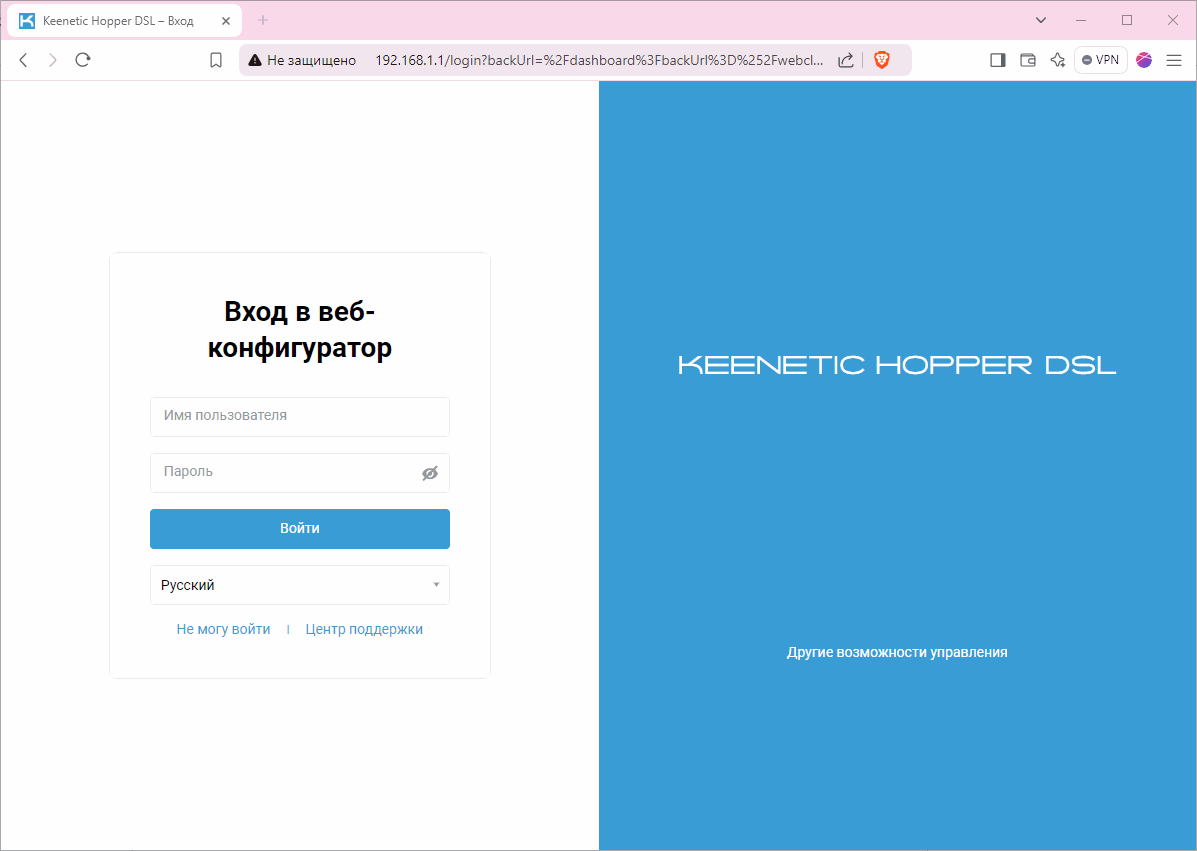 Keenetic Hopper DSL – Вход
Не защищено 192.168.1.1/login?backUrl=%2Fdashboard%3FbackUrl%3D%252Fwebcl...
VPN
Вход в веб-
конфигуратор
Имя пользователя
Пароль
Войти
Русский
Не могу войти | Центр поддержки
KEENETIC HOPPER DSL
Другие возможности управления